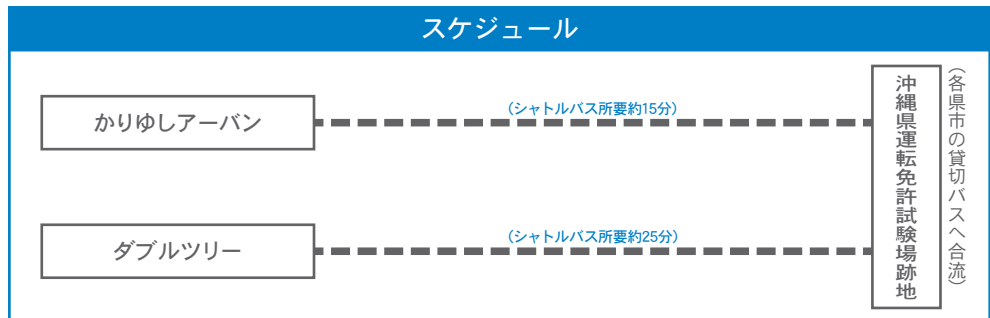 スケジュール
かりゆしアーバン
（シャトルバス所要約15分）
ダブルツリー
（シャトルバス所要約25分）
沖縄県運転免許試験場跡地
（各県市の貸切バスへ合流）